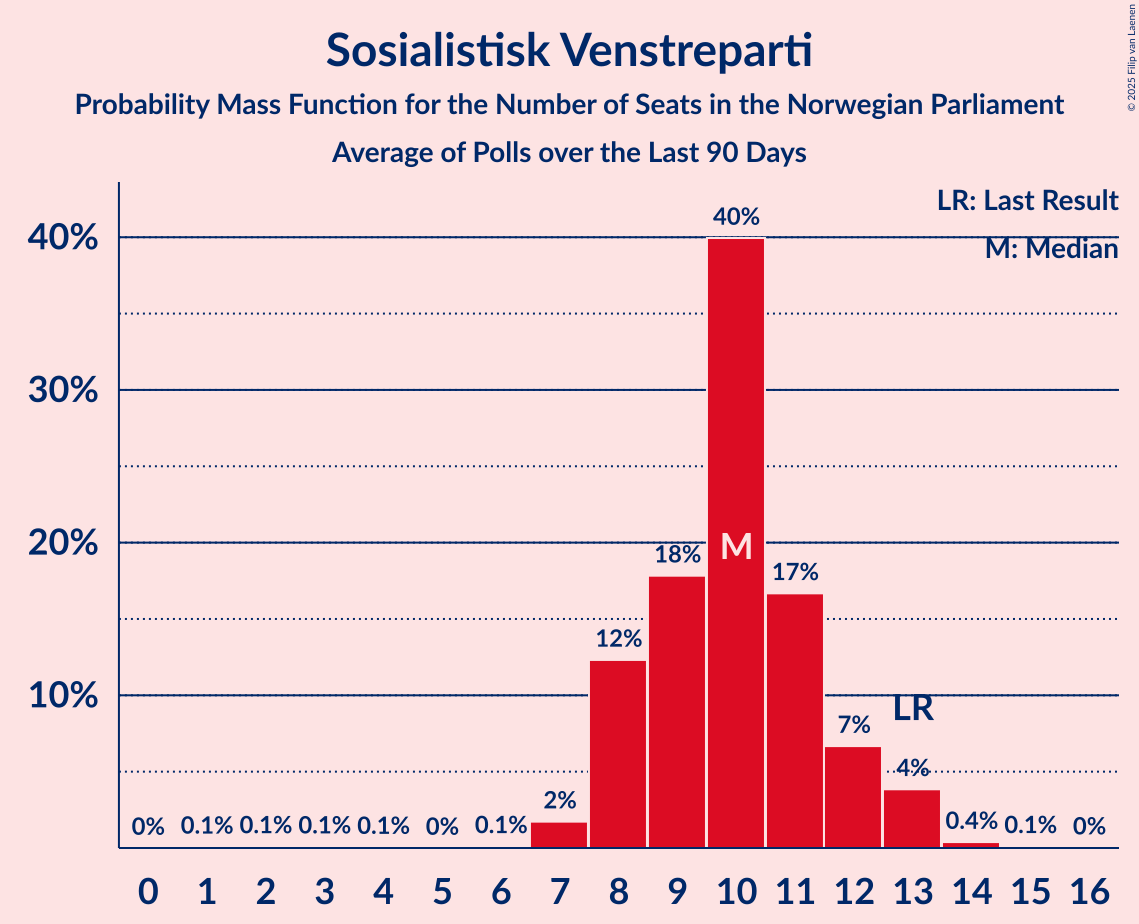 Sosialistisk Venstreparti
Probability Mass Function for the Number of Seats in the Norwegian Parliament
Average of Polls over the Last 90 Days
© 2025 Filip van Laenen
LR: Last Result
M: Median
40%
30%
20%
10%
0%
0.1%
0.1%
0.1%
0.1%
0%
0.1%
2%
12%
18%
40%
M
17%
7%
LR
4%
0.4%
0.1%
0%
0 1 2 3 4 5 6 7 8 9 10 11 12 13 14 15 16